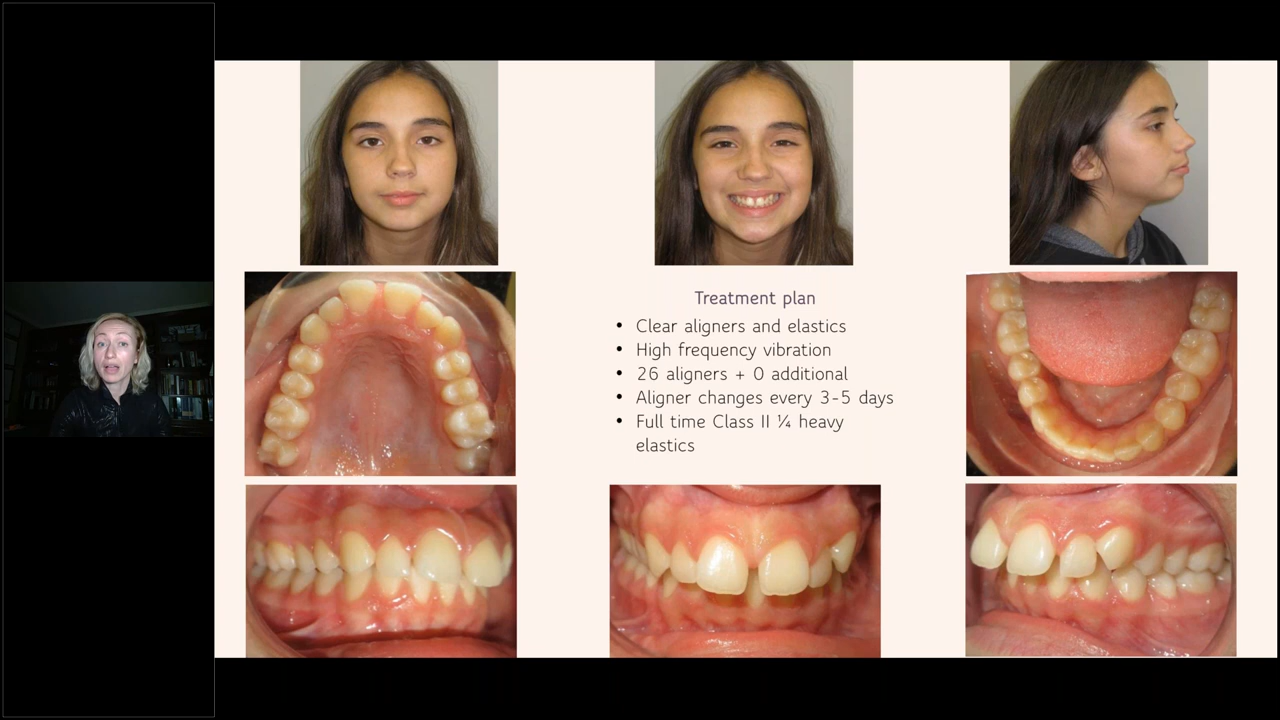 Treatment plan
• Clear aligners and elastics
• High frequency vibration
• 26 aligners + 0 additional
• Aligner changes every 3-5 days
• Full time Class II ¼ heavy
elastics